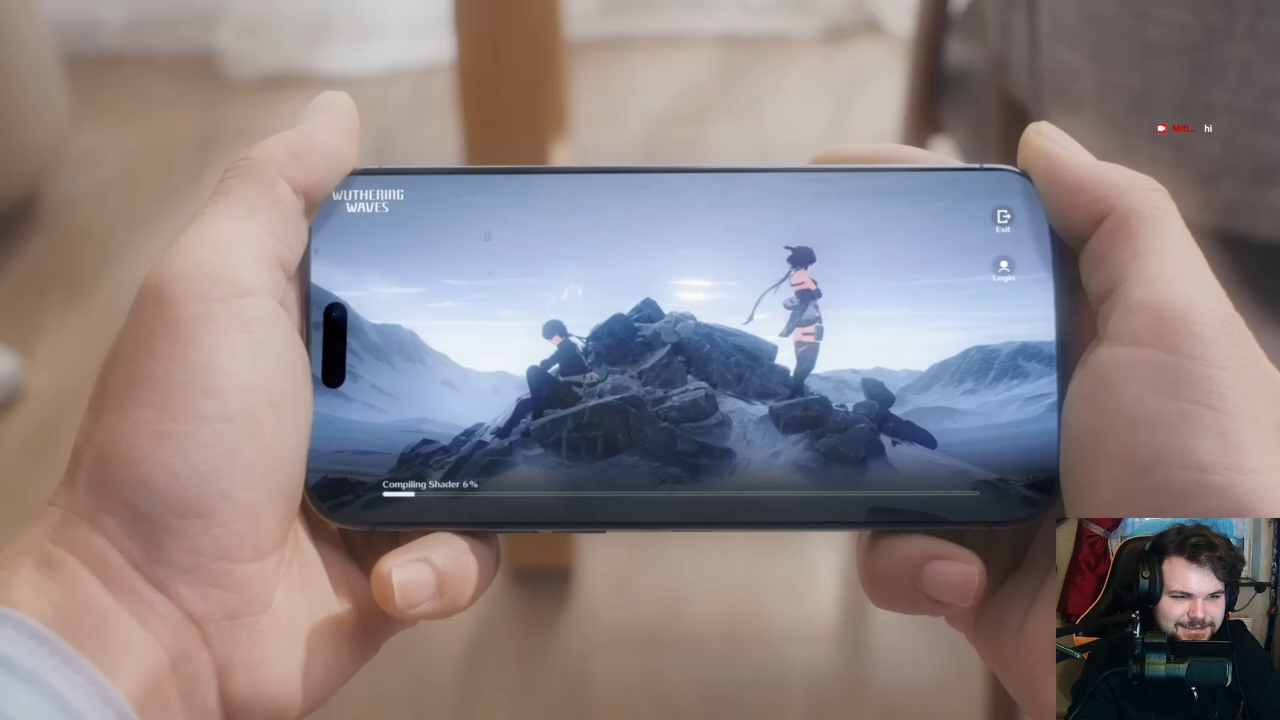 WUTHERING
WAVES
Exit
Login
Compiling Shader 6%
hi